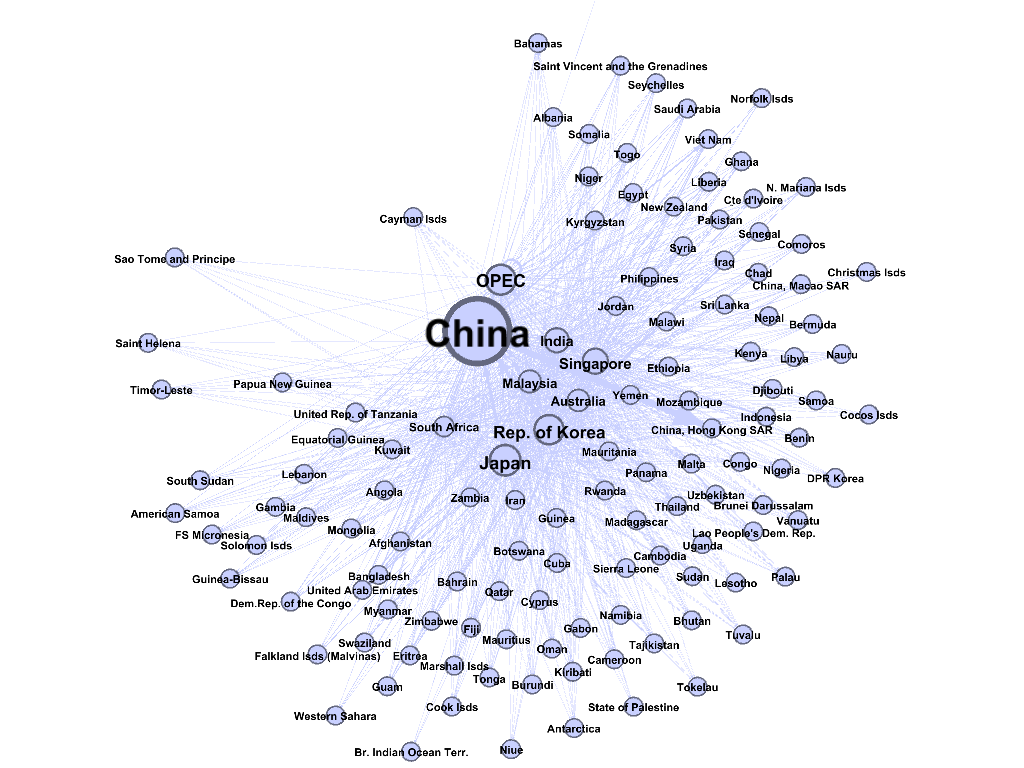 Bahamas
Saint Vincent and the Grenadines
Seychelles
Norfolk Isds
Saudi Arabia
Albania
Somalia
Viet Nam
Togo
Ghana
Niger
Liberia
N. Mariana Isds
Egypt
Cte d'Ivoire
New Zealand
Cayman Isds
Kyrgyzstan
Pakistan
Senegal
Comoros
Syria
Sao Tome and Principe
Iraq
Chad
Christmas Isds
OPEC
Philippines
China, Macao SAR
Jordan
Sri Lanka
Malawi
Nepal
Bermuda
China
India
Saint Helena
Singapore
Kenya
Libya
Nauru
Ethiopia
Papua New Guinea
Malaysia
Timor-Leste
Djibouti
Yemen
Australia
Mozambique
Samoa
United Rep. of Tanzania
Cocos Isds
Indonesia
South Africa
Rep. of Korea
China, Hong Kong SAR
Equatorial Guinea
Benin
Kuwait
Mauritania
Japan
Malta
Congo
Nigeria
Lebanon
Panama
DPR Korea
South Sudan
Angola
Zambia
Iran
Rwanda
Uzbekistan
Gambia
Thailand
Brunei Darussalam
American Samoa
Maldives
Guinea
Madagascar
Vanuatu
Mongolia
FS Micronesia
Lao People's Dem. Rep.
Solomon Isds
Afghanistan
Uganda
Botswana
Cambodia
Cuba
Sierra Leone
Guinea-Bissau
Bangladesh
Bahrain
Sudan
Lesotho
Palau
United Arab Emirates
Qatar
Dem.Rep. of the Congo
Cyprus
Myanmar
Namibia
Zimbabwe
Bhutan
Fiji
Gabon
Tuvalu
Swaziland
Mauritius
Tajikistan
Oman
Falkland Isds (Malvinas)
Eritrea
Cameroon
Marshall Isds
Kiribati
Tonga
Burundi
Guam
Tokelau
Cook Isds
State of Palestine
Western Sahara
Antarctica
Br. Indian Ocean Terr.
Niue